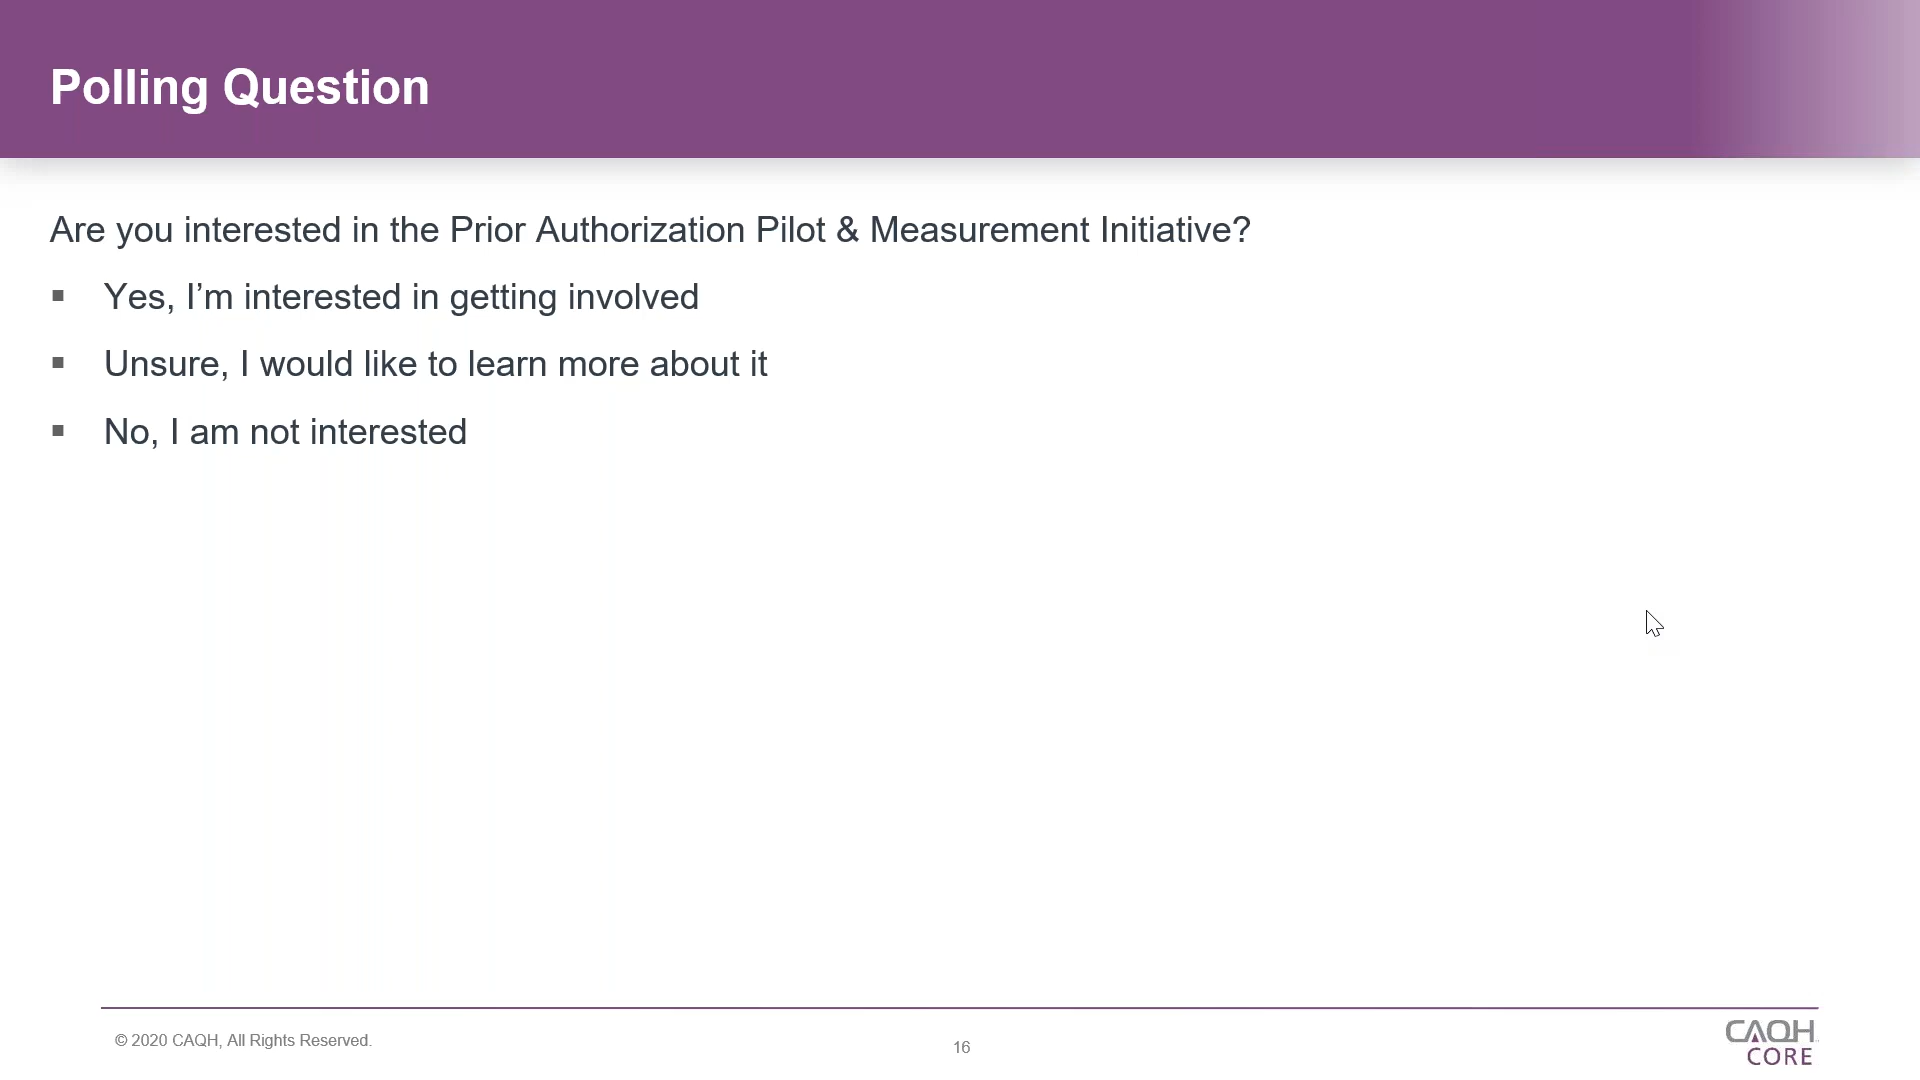 Polling Question
Are you interested in the Prior Authorization Pilot & Measurement Initiative?
▪ Yes, I’m interested in getting involved
▪ Unsure, I would like to learn more about it
▪ No, I am not interested
© 2020 CAQH, All Rights Reserved.
16
CAQH
CORE